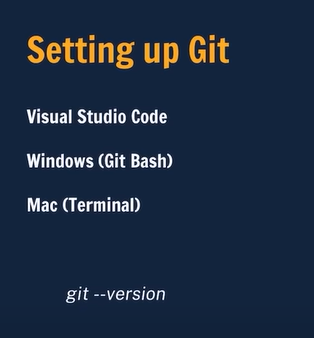 Setting up Git
Visual Studio Code
Windows (Git Bash)
Mac (Terminal)
git --version